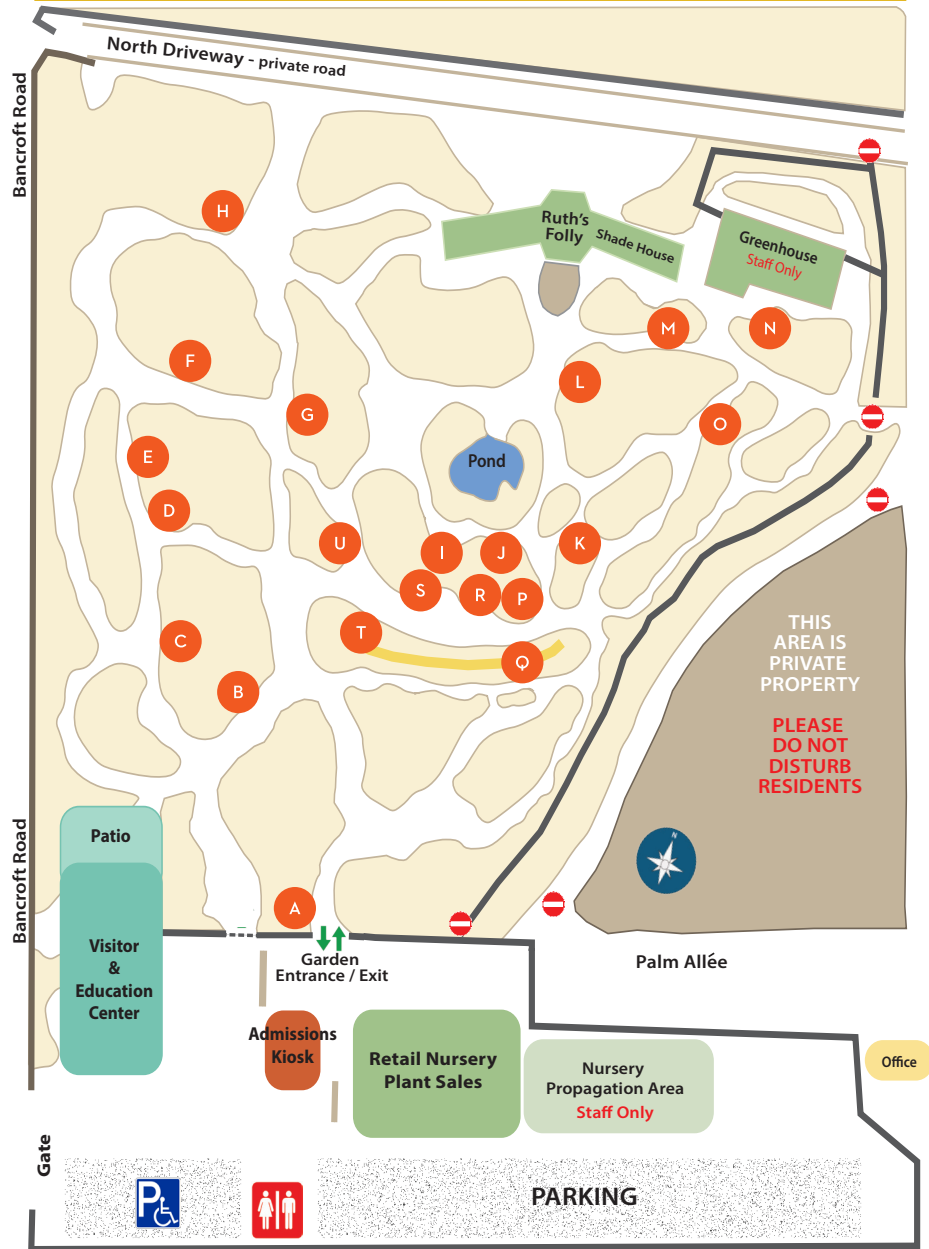 North Driveway - private road
Bancroft Road
H
Ruth's
Folly
Shade House
Greenhouse
Staff Only
M
N
F
L
G
O
E
Pond
D
U
I
J
K
S
R
P
T
C
Q
B
THIS
AREA IS
PRIVATE
PROPERTY
PLEASE
DO NOT
DISTURB
RESIDENTS
N
Patio
Bancroft Road
A
Visitor
&
Education
Center
Garden
Entrance / Exit
Palm Allée
Admissions
Kiosk
Retail Nursery
Plant Sales
Nursery
Propagation Area
Staff Only
Office
Gate
P
PARKING